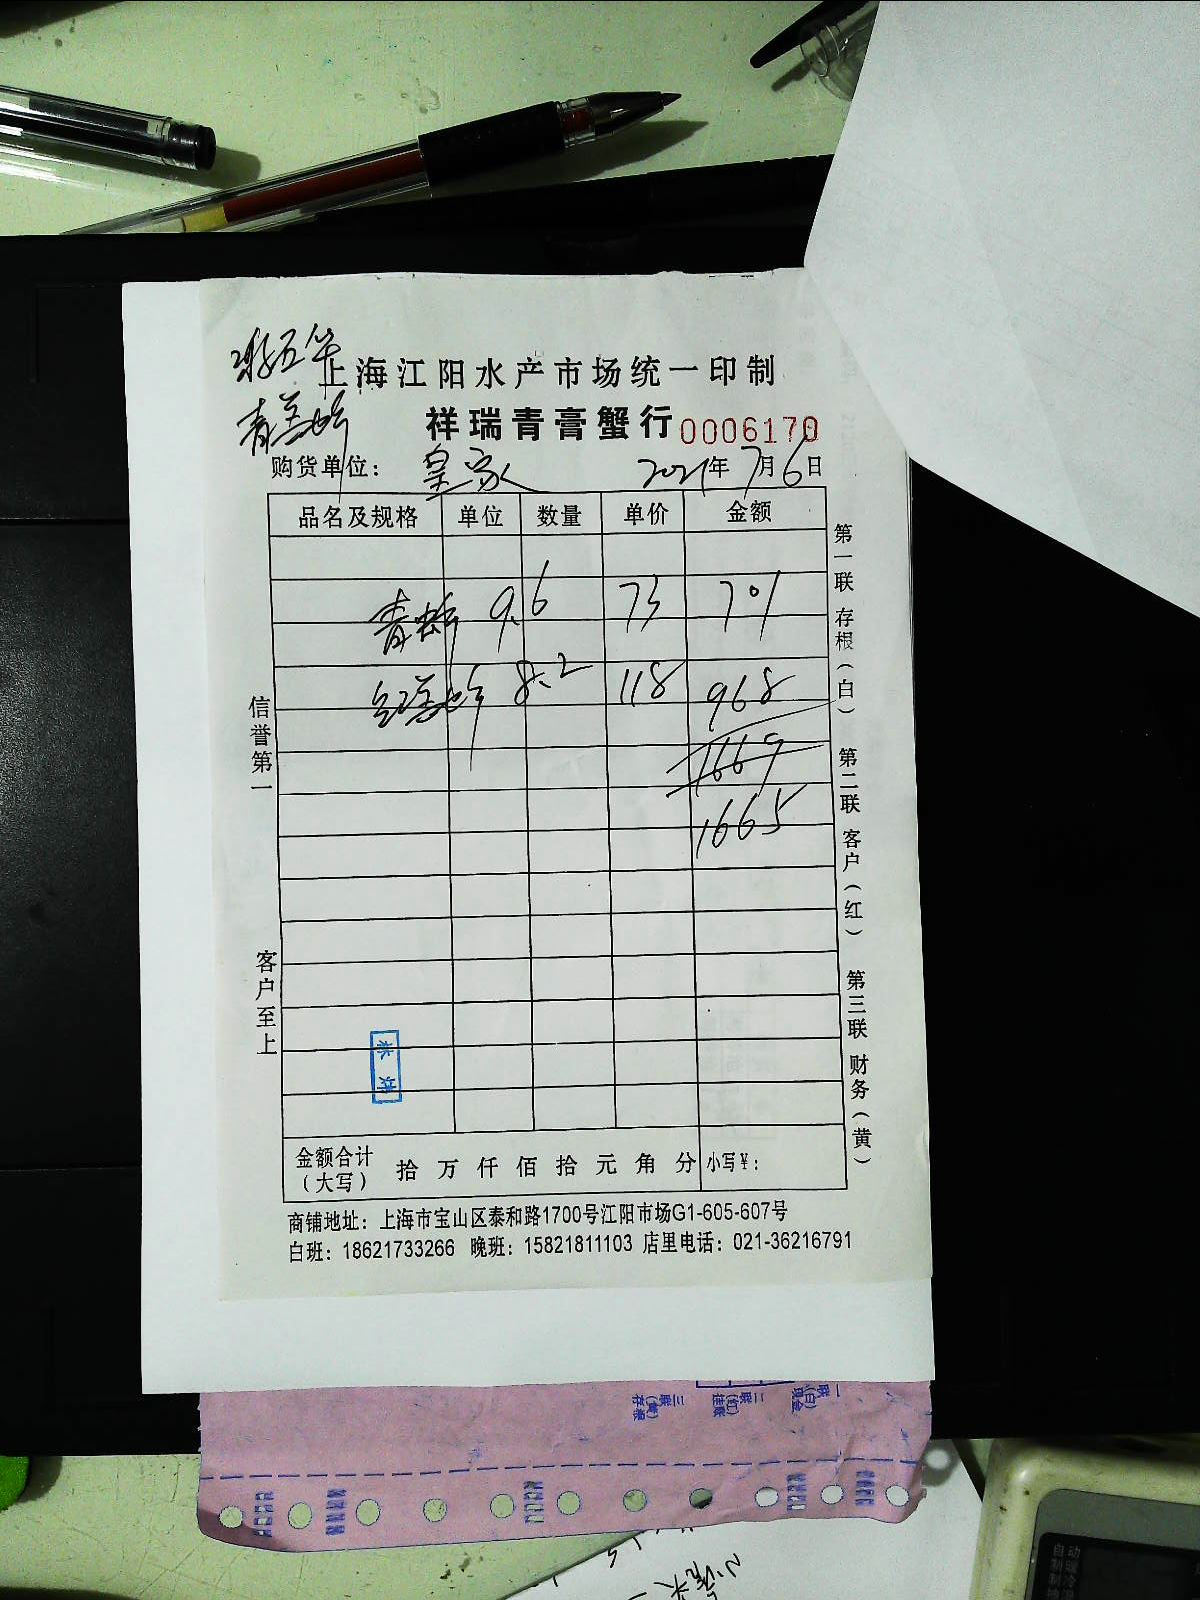 上海江阳水产市场统一印制
祥瑞青膏蟹行 0006170
购货单位： 皇家 2021年7月6日
品名及规格 单位 数量 单价 金额
青 9.6 73 701
8.2 118 968
1669
1665
信誉第一
客户至上
第一联 存根（白） 第二联 客户（红） 第三联 财务（黄）
金额合计（大写） 拾 万 仟 佰 拾 元 角 分 小写¥：
商铺地址：上海市宝山区泰和路1700号江阳市场G1-605-607号
白班：18621733266 晚班：15821811103 店里电话：021-36216791